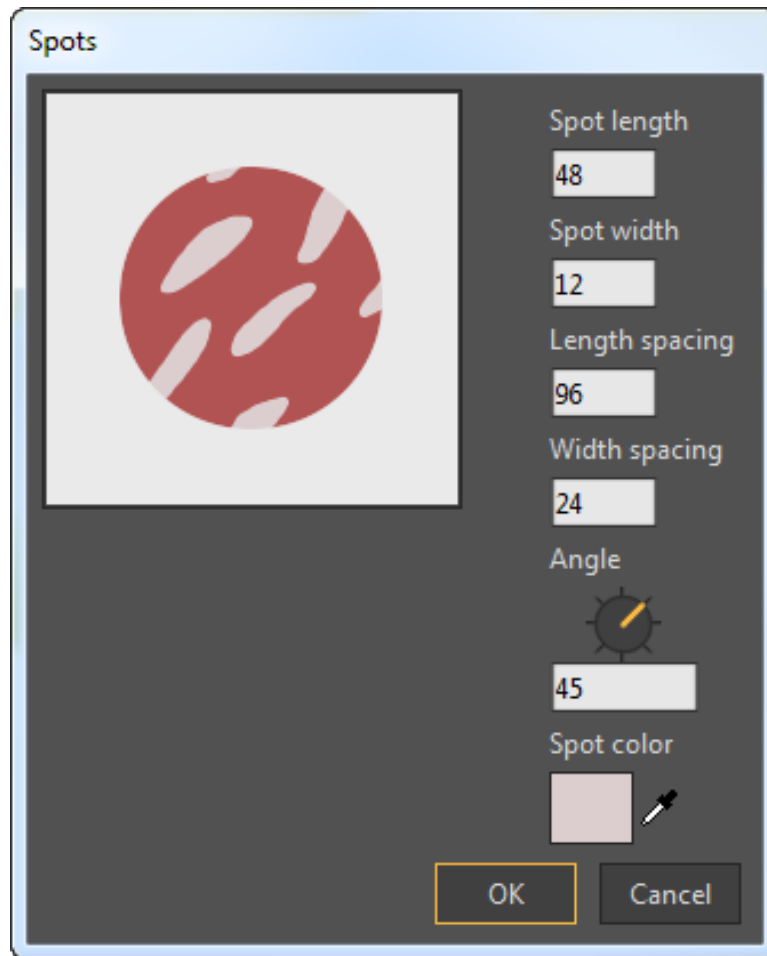 Spots
Spot length
48
Spot width
12
Length spacing
96
Width spacing
24
Angle
45
Spot color
OK
Cancel